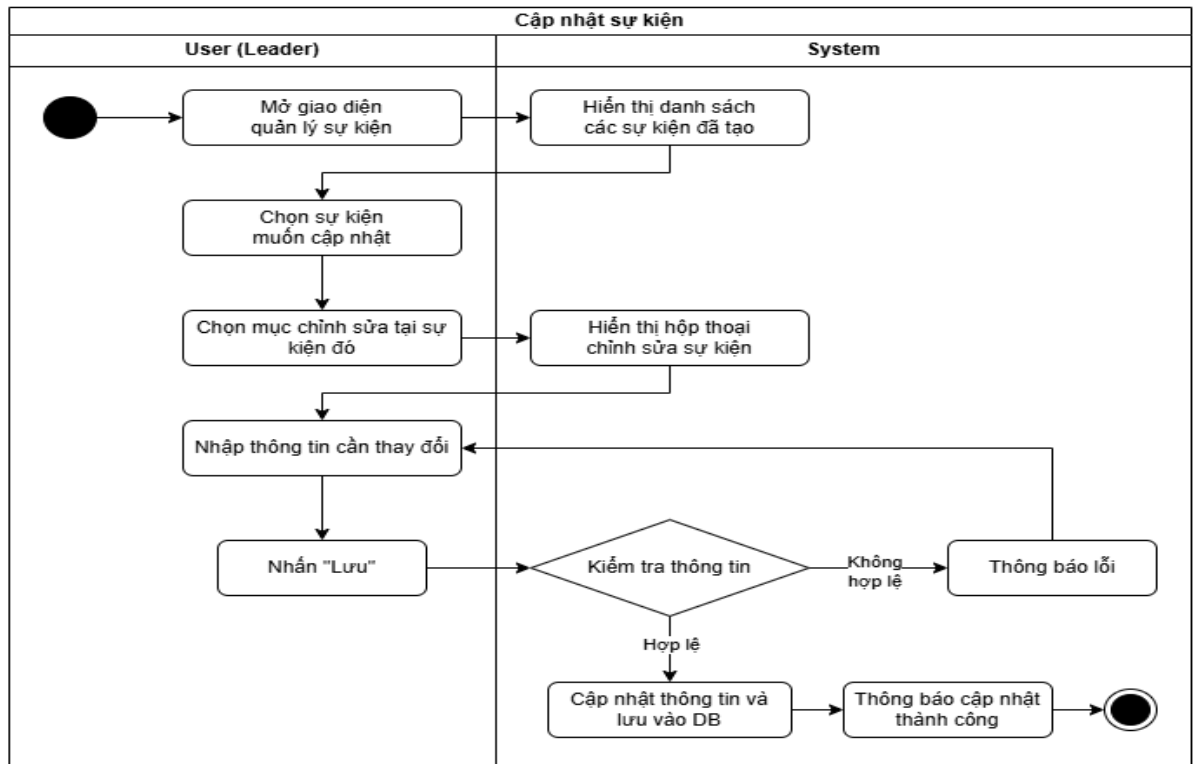 Cập nhật sự kiện
User (Leader)
System
Mở giao diện
quản lý sự kiện
Hiển thị danh sách
các sự kiện đã tạo
Chọn sự kiện
muốn cập nhật
Chọn mục chỉnh sửa tại sự
kiện đó
Hiển thị hộp thoại
chỉnh sửa sự kiện
Nhập thông tin cần thay đổi
Nhấn "Lưu"
Kiểm tra thông tin
Không
hợp lệ
Thông báo lỗi
Hợp lệ
Cập nhật thông tin và
lưu vào DB
Thông báo cập nhật
thành công